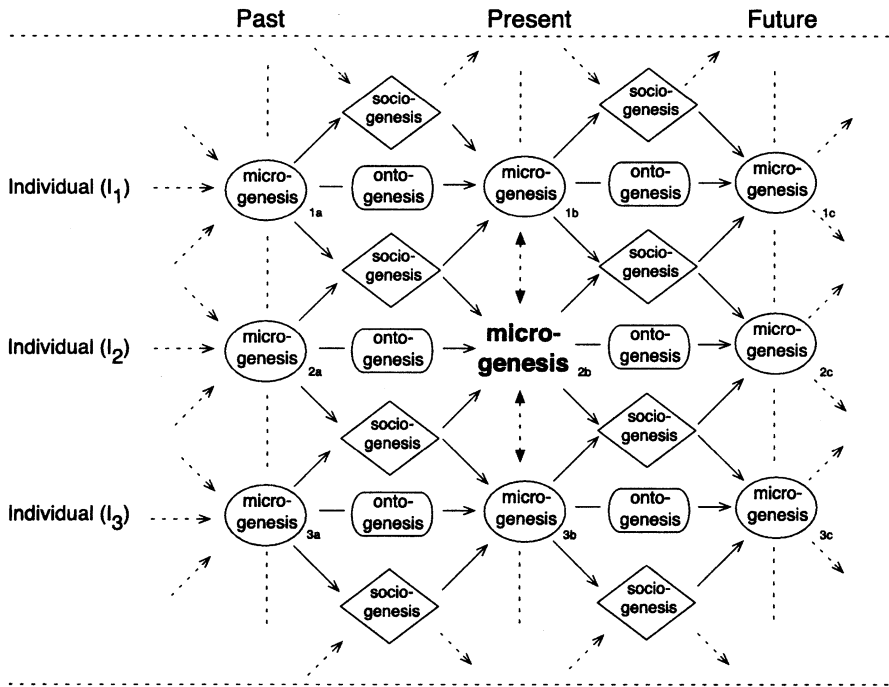 Past Present Future
socio-
genesis
socio-
genesis
Individual (I1)
micro-
genesis
1a
onto-
genesis
micro-
genesis
1b
onto-
genesis
micro-
genesis
1c
socio-
genesis
socio-
genesis
Individual (I2)
micro-
genesis
2a
onto-
genesis
micro-
genesis
2b
onto-
genesis
micro-
genesis
2c
socio-
genesis
socio-
genesis
Individual (I3)
micro-
genesis
3a
onto-
genesis
micro-
genesis
3b
onto-
genesis
micro-
genesis
3c
socio-
genesis
socio-
genesis